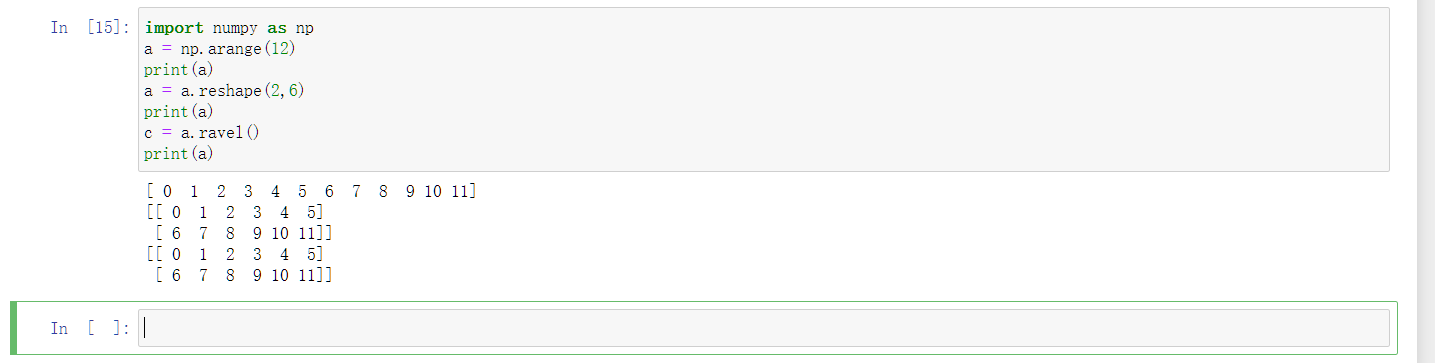 In [15]: import numpy as np
a = np.arange(12)
print(a)
a = a.reshape(2,6)
print(a)
c = a.ravel()
print(a)
[ 0  1  2  3  4  5  6  7  8  9 10 11]
[[ 0  1  2  3  4  5]
 [ 6  7  8  9 10 11]]
[[ 0  1  2  3  4  5]
 [ 6  7  8  9 10 11]]
In [ ]: